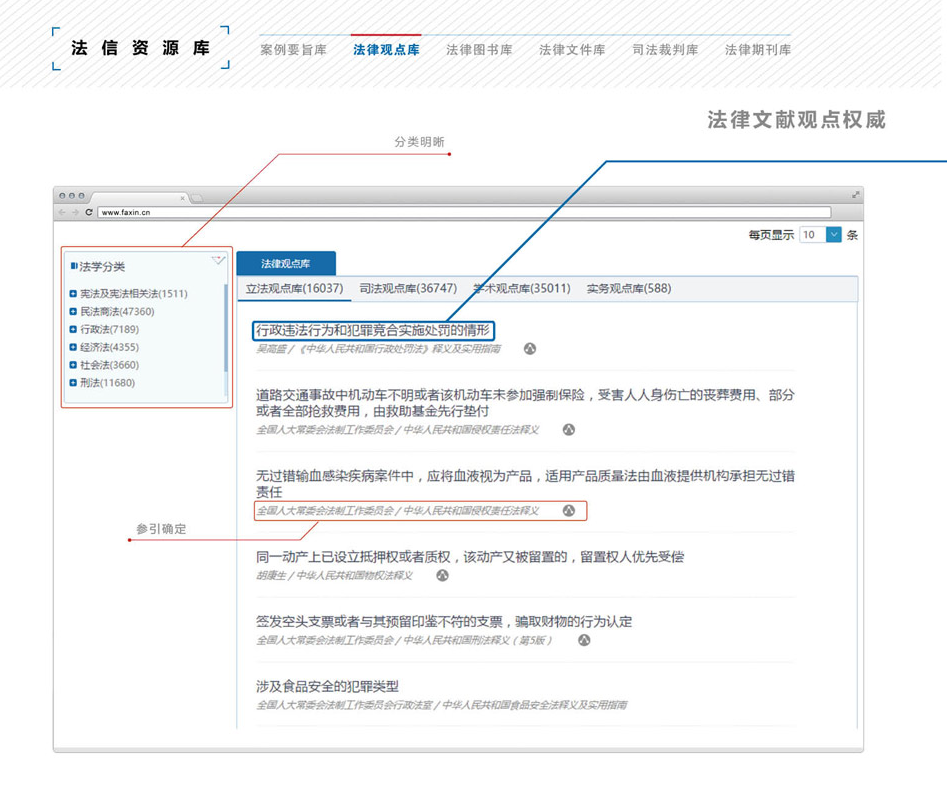 法信资源库
案例要旨库 法律观点库 法律图书库 法律文件库 司法裁判库 法律期刊库
法律文献观点权威
分类明晰
www.faxin.cn
每页显示 10 条
法学分类
宪法及宪法相关法(1511)
民法商法(47360)
行政法(7189)
经济法(4355)
社会法(3660)
刑法(11680)
法律观点库
立法观点库(16037) 司法观点库(36747) 学术观点库(35011) 实务观点库(588)
行政违法行为和犯罪竞合实施处罚的情形
吴高盛 / 《中华人民共和国行政处罚法》释义及实用指南
道路交通事故中机动车不明或者该机动车未参加强制保险，受害人人身伤亡的丧葬费用、部分
或者全部抢救费用，由救助基金先行垫付
全国人大常委会法制工作委员会 / 中华人民共和国侵权责任法释义
无过错输血感染疾病案件中，应将血液视为产品，适用产品质量法由血液提供机构承担无过错
责任
全国人大常委会法制工作委员会 / 中华人民共和国侵权责任法释义
参引确定
同一动产上已设立抵押权或者质权，该动产又被留置的，留置权人优先受偿
胡康生 / 中华人民共和国物权法释义
签发空头支票或者与其预留印鉴不符的支票，骗取财物的行为认定
全国人大常委会法制工作委员会 / 中华人民共和国刑法释义（第5版）
涉及食品安全的犯罪类型
全国人大常委会法制工作委员会行政法室 / 中华人民共和国食品安全法释义及实用指南